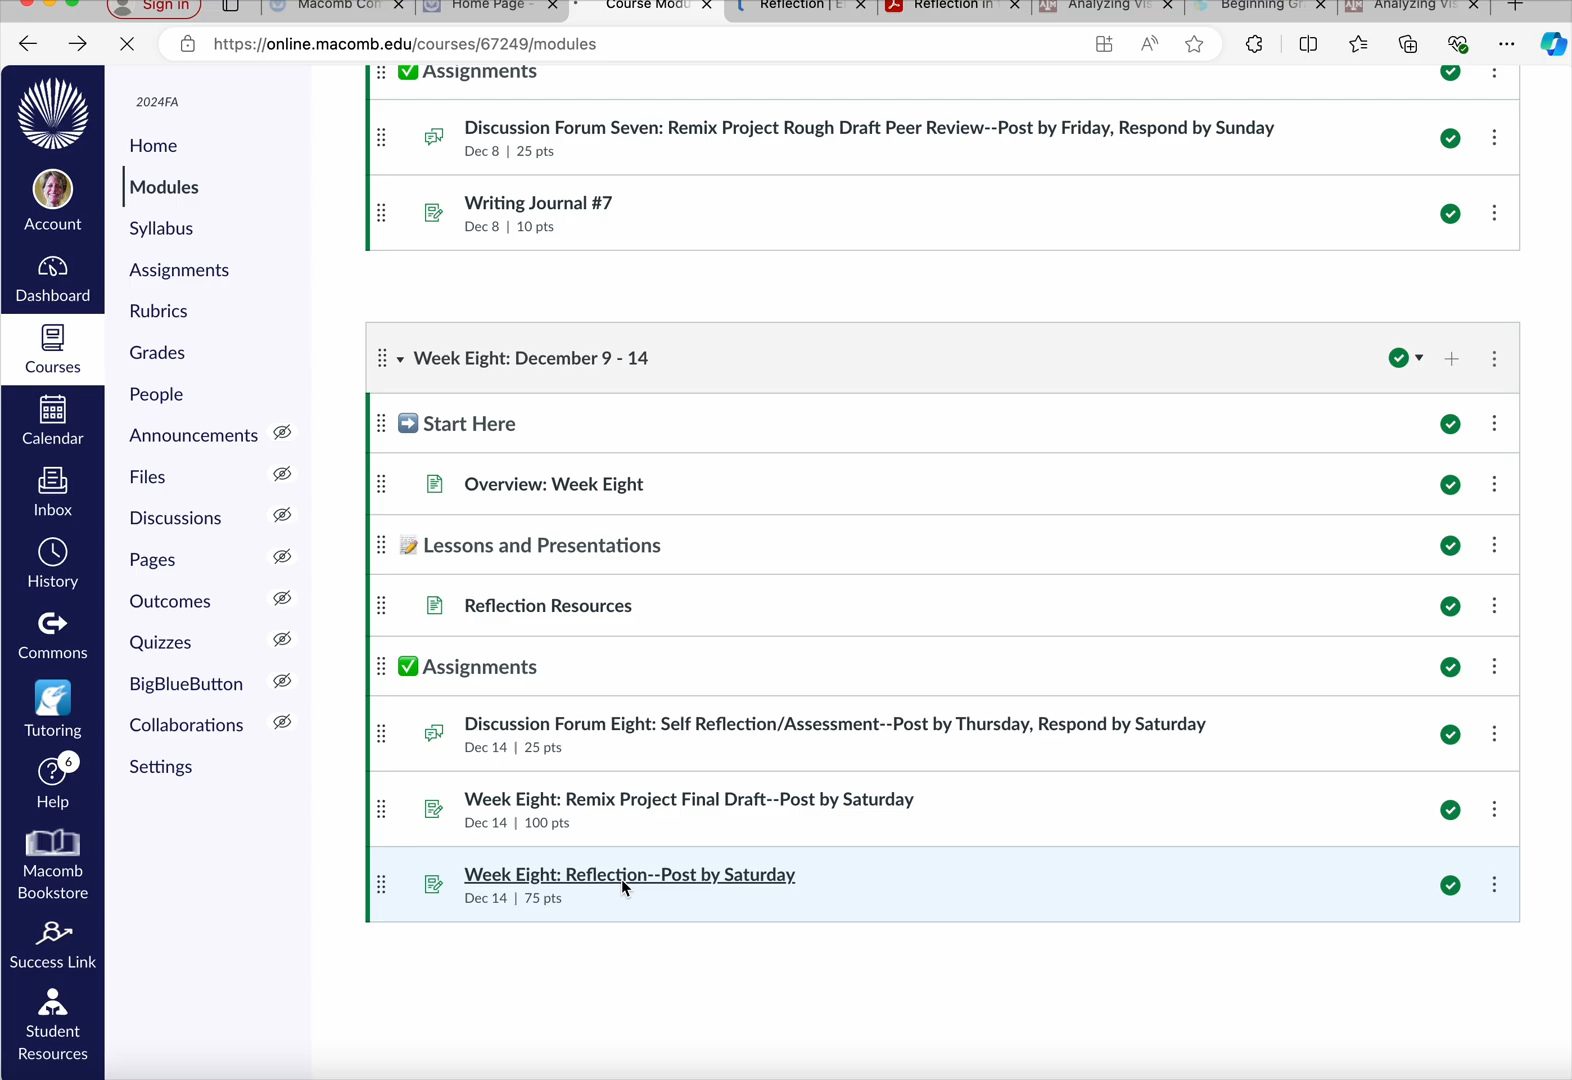 Sign in
Macomb Con
Home Page -
Course Modu
Reflection | E
Reflection in
Analyzing Vis
Beginning Gr
Analyzing Vis
https://online.macomb.edu/courses/67249/modules
Account
Dashboard
Courses
Calendar
Inbox
History
Commons
Tutoring
6
Help
Macomb
Bookstore
Success Link
Student
Resources
2024FA
Home
Modules
Syllabus
Assignments
Rubrics
Grades
People
Announcements
Files
Discussions
Pages
Outcomes
Quizzes
BigBlueButton
Collaborations
Settings
Assignments
Discussion Forum Seven: Remix Project Rough Draft Peer Review--Post by Friday, Respond by Sunday
Dec 8 | 25 pts
Writing Journal #7
Dec 8 | 10 pts
Week Eight: December 9 - 14
Start Here
Overview: Week Eight
Lessons and Presentations
Reflection Resources
Assignments
Discussion Forum Eight: Self Reflection/Assessment--Post by Thursday, Respond by Saturday
Dec 14 | 25 pts
Week Eight: Remix Project Final Draft--Post by Saturday
Dec 14 | 100 pts
Week Eight: Reflection--Post by Saturday
Dec 14 | 75 pts